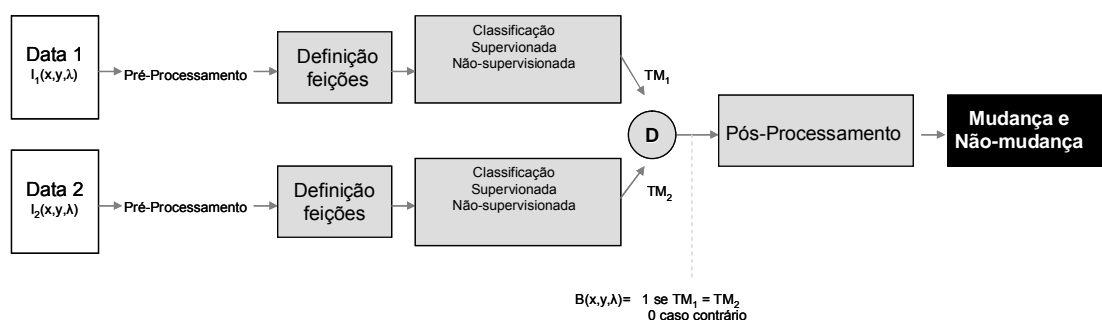 Data 1
I₁(x,y,λ)
Pré-Processamento
Definição
feições
Classificação
Supervionada
Não-supervisionada
TM₁
Data 2
I₂(x,y,λ)
Pré-Processamento
Definição
feições
Classificação
Supervionada
Não-supervisionada
TM₂
D
Pós-Processamento
Mudança e
Não-mudança
B(x,y,λ)= 1 se TM₁ = TM₂
0 caso contrário